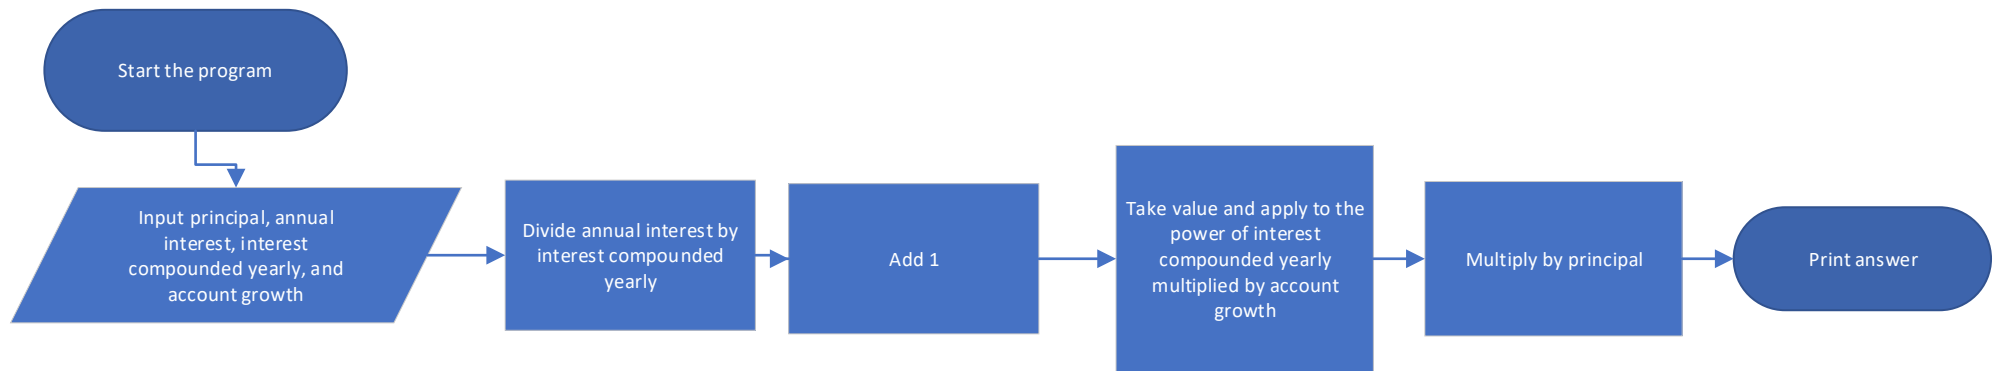 Start the program
Input principal, annual
interest, interest
compounded yearly, and
account growth
Divide annual interest by
interest compounded
yearly
Add 1
Take value and apply to the
power of interest
compounded yearly
multiplied by account
growth
Multiply by principal
Print answer